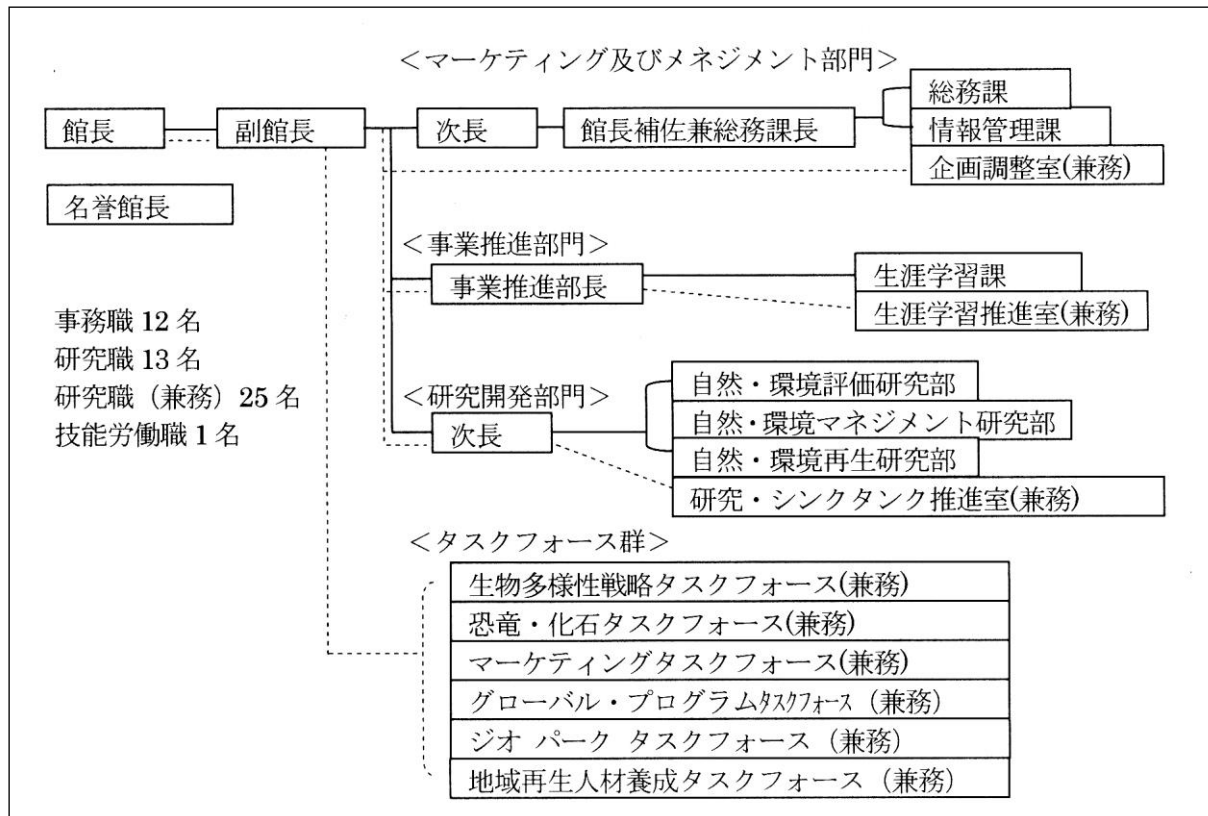 <マーケティング及びメネジメント部門>
館長
副館長
次長
館長補佐兼総務課長
総務課
情報管理課
企画調整室(兼務)
名誉館長
<事業推進部門>
事業推進部長
生涯学習課
生涯学習推進室(兼務)
事務職 12 名
研究職 13 名
研究職（兼務）25 名
技能労働職 1 名
<研究開発部門>
次長
自然・環境評価研究部
自然・環境マネジメント研究部
自然・環境再生研究部
研究・シンクタンク推進室(兼務)
<タスクフォース群>
生物多様性戦略タスクフォース(兼務)
恐竜・化石タスクフォース(兼務)
マーケティングタスクフォース(兼務)
グローバル・プログラムﾀｽｸﾌｫｰｽ（兼務）
ジオ パーク タスクフォース（兼務）
地域再生人材養成タスクフォース（兼務）